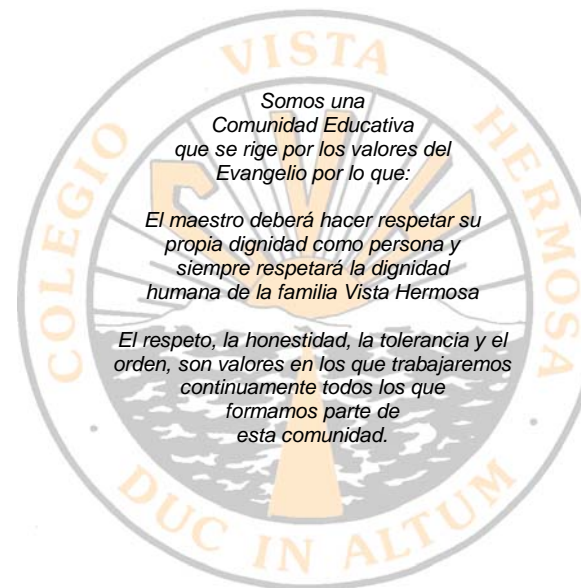 COLEGIO VISTA HERMOSA
CVH
Somos una
Comunidad Educativa
que se rige por los valores del
Evangelio por lo que:
El maestro deberá hacer respetar su
propia dignidad como persona y
siempre respetará la dignidad
humana de la familia Vista Hermosa
El respeto, la honestidad, la tolerancia y el
orden, son valores en los que trabajaremos
continuamente todos los que
formamos parte de
esta comunidad.
DUC IN ALTUM